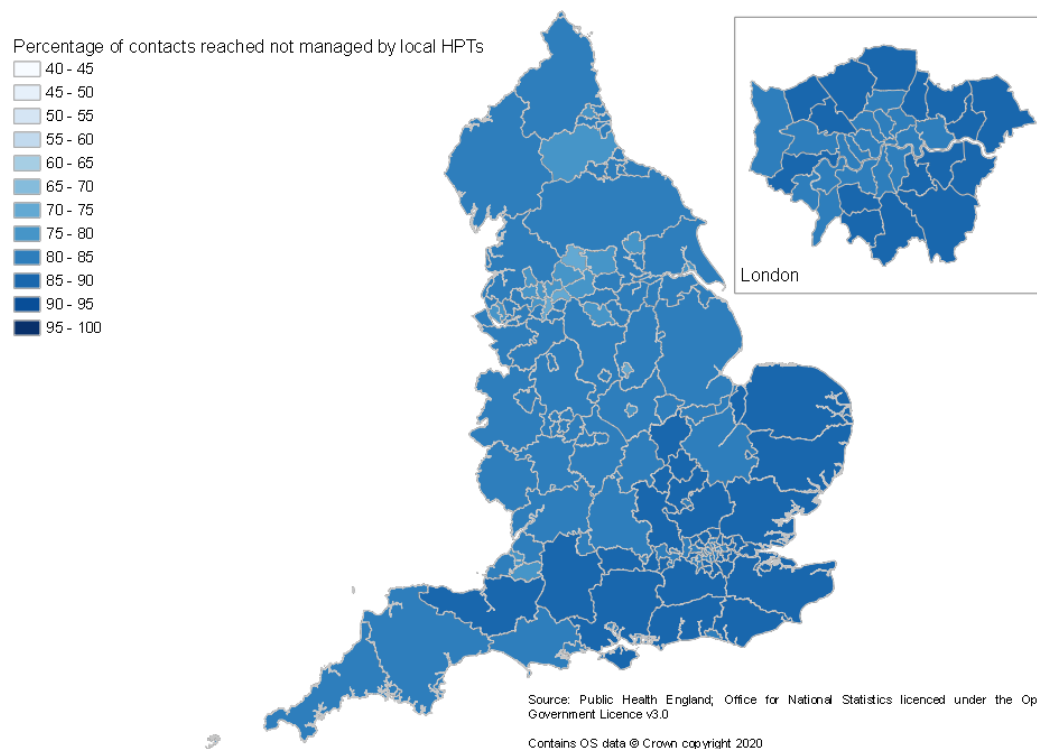 Percentage of contacts reached not managed by local HPTs
40 - 45
45 - 50
50 - 55
55 - 60
60 - 65
65 - 70
70 - 75
75 - 80
80 - 85
85 - 90
90 - 95
95 - 100
London
Source: Public Health England; Office for National Statistics licenced under the Op
Government Licence v3.0
Contains OS data © Crown copyright 2020